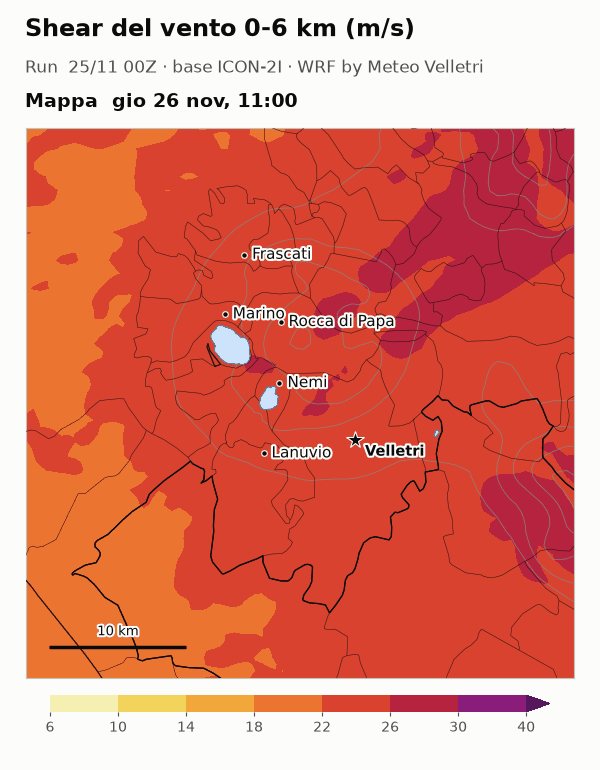 Shear del vento 0-6 km (m/s)
Run  25/11 00Z · base ICON-2I · WRF by Meteo Velletri
Mappa  gio 26 nov, 11:00
Frascati
Marino
Rocca di Papa
Nemi
Velletri
Lanuvio
10 km
6 10 14 18 22 26 30 40